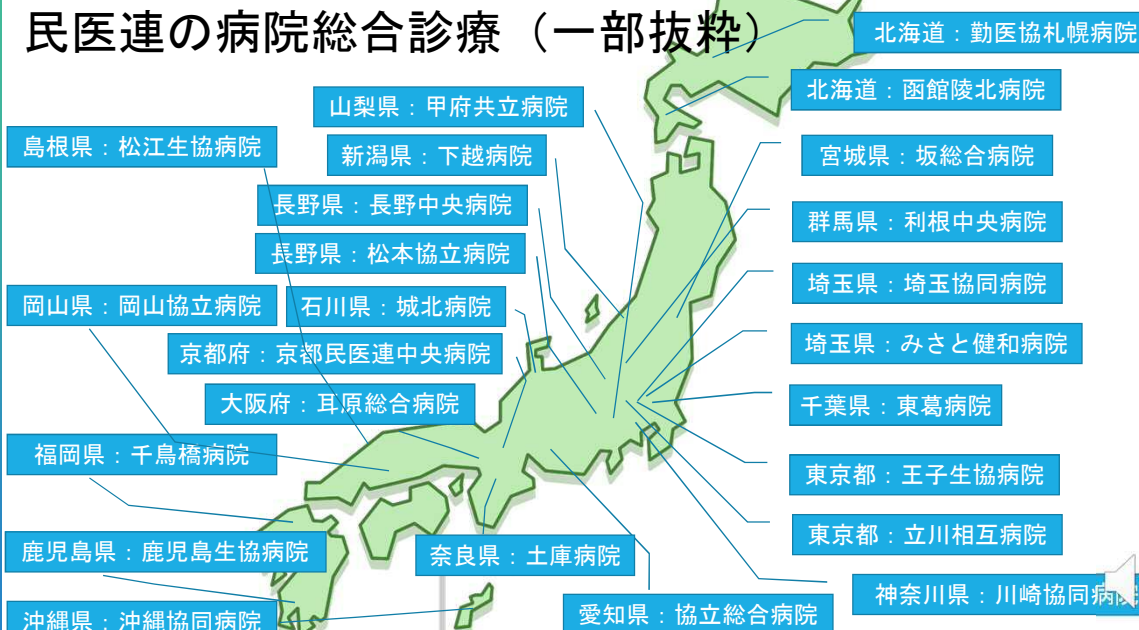 民医連の病院総合診療（一部抜粋）
北海道：勤医協札幌病院
北海道：函館陵北病院
山梨県：甲府共立病院
島根県：松江生協病院
新潟県：下越病院
宮城県：坂総合病院
長野県：長野中央病院
群馬県：利根中央病院
長野県：松本協立病院
埼玉県：埼玉協同病院
岡山県：岡山協立病院
石川県：城北病院
京都府：京都民医連中央病院
埼玉県：みさと健和病院
大阪府：耳原総合病院
千葉県：東葛病院
福岡県：千鳥橋病院
東京都：王子生協病院
東京都：立川相互病院
鹿児島県：鹿児島生協病院
奈良県：土庫病院
神奈川県：川崎協同病院
愛知県：協立総合病院
沖縄県：沖縄協同病院